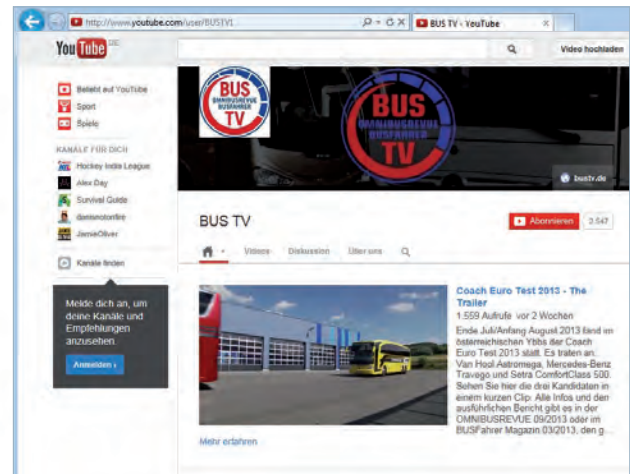 http://www.youtube.com/user/BUSTV1
BUS TV - YouTube
YouTube DE
Video hochladen
Beliebt auf YouTube
Sport
Spiele
KANÄLE FÜR DICH
Hockey India League
Alex Day
Survival Guide
JamieOliver
Kanäle finden
Melde dich an, um
deine Kanäle und
Empfehlungen
anzusehen.
Anmelden ›
BUS
OMNIBUSREVUE
BUSFAHRER
TV
BUS
OMNIBUSREVUE
BUSFAHRER
TV
bustv.de
BUS TV
Abonnieren
2.547
Videos
Diskussion
Über uns
Coach Euro Test 2013 - The
Trailer
1.559 Aufrufe vor 2 Wochen
Ende Juli/Anfang August 2013 fand im
österreichischen Ybbs der Coach
Euro Test 2013 statt. Es traten an:
Van Hool Astromega, Mercedes-Benz
Travego und Setra ComfortClass 500.
Sehen Sie hier die drei Kandidaten in
einem kurzen Clip. Alle Infos und den
ausführlichen Bericht gibt es in der
OMNIBUSREVUE 09/2013 oder im
BUSFahrer Magazin 03/2013, den g...
Mehr erfahren